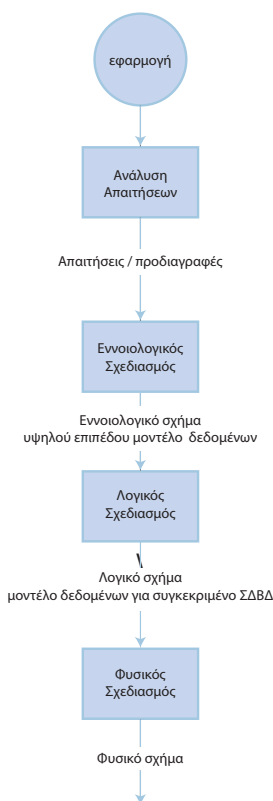 εφαρμογή
Ανάλυση
Απαιτήσεων
Απαιτήσεις / προδιαγραφές
Εννοιολογικός
Σχεδιασμός
Εννοιολογικό σχήμα
υψηλού επιπέδου μοντέλο δεδομένων
Λογικός
Σχεδιασμός
\
Λογικό σχήμα
μοντέλο δεδομένων για συγκεκριμένο ΣΔΒΔ
Φυσικός
Σχεδιασμός
Φυσικό σχήμα